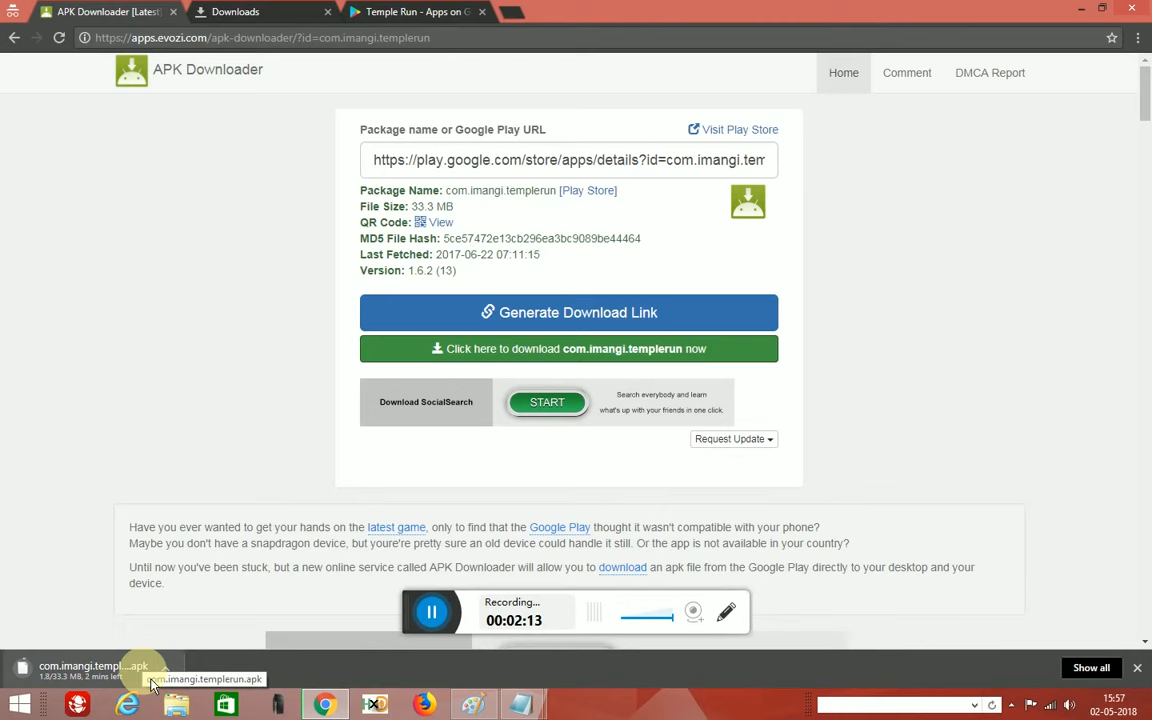 APK Downloader [Latest]
Downloads
Temple Run - Apps on G
https://apps.evozi.com/apk-downloader/?id=com.imangi.templerun
APK Downloader
Home
Comment
DMCA Report
Package name or Google Play URL
Visit Play Store
https://play.google.com/store/apps/details?id=com.imangi.tem
Package Name: com.imangi.templerun [Play Store]
File Size: 33.3 MB
QR Code: View
MD5 File Hash: 5ce57472e13cb296ea3bc9089be44464
Last Fetched: 2017-06-22 07:11:15
Version: 1.6.2 (13)
Generate Download Link
Click here to download com.imangi.templerun now
Download SocialSearch
START
Search everybody and learn
what's up with your friends in one click.
Request Update
Have you ever wanted to get your hands on the latest game, only to find that the Google Play thought it wasn't compatible with your phone?
Maybe you don't have a snapdragon device, but youre're pretty sure an old device could handle it still. Or the app is not available in your country?
Until now you've been stuck, but a new online service called APK Downloader will allow you to download an apk file from the Google Play directly to your desktop and your
device.
Recording...
00:02:13
com.imangi.templ....apk
1.8/33.3 MB, 2 mins left
com.imangi.templerun.apk
Show all
15:57
02-05-2018